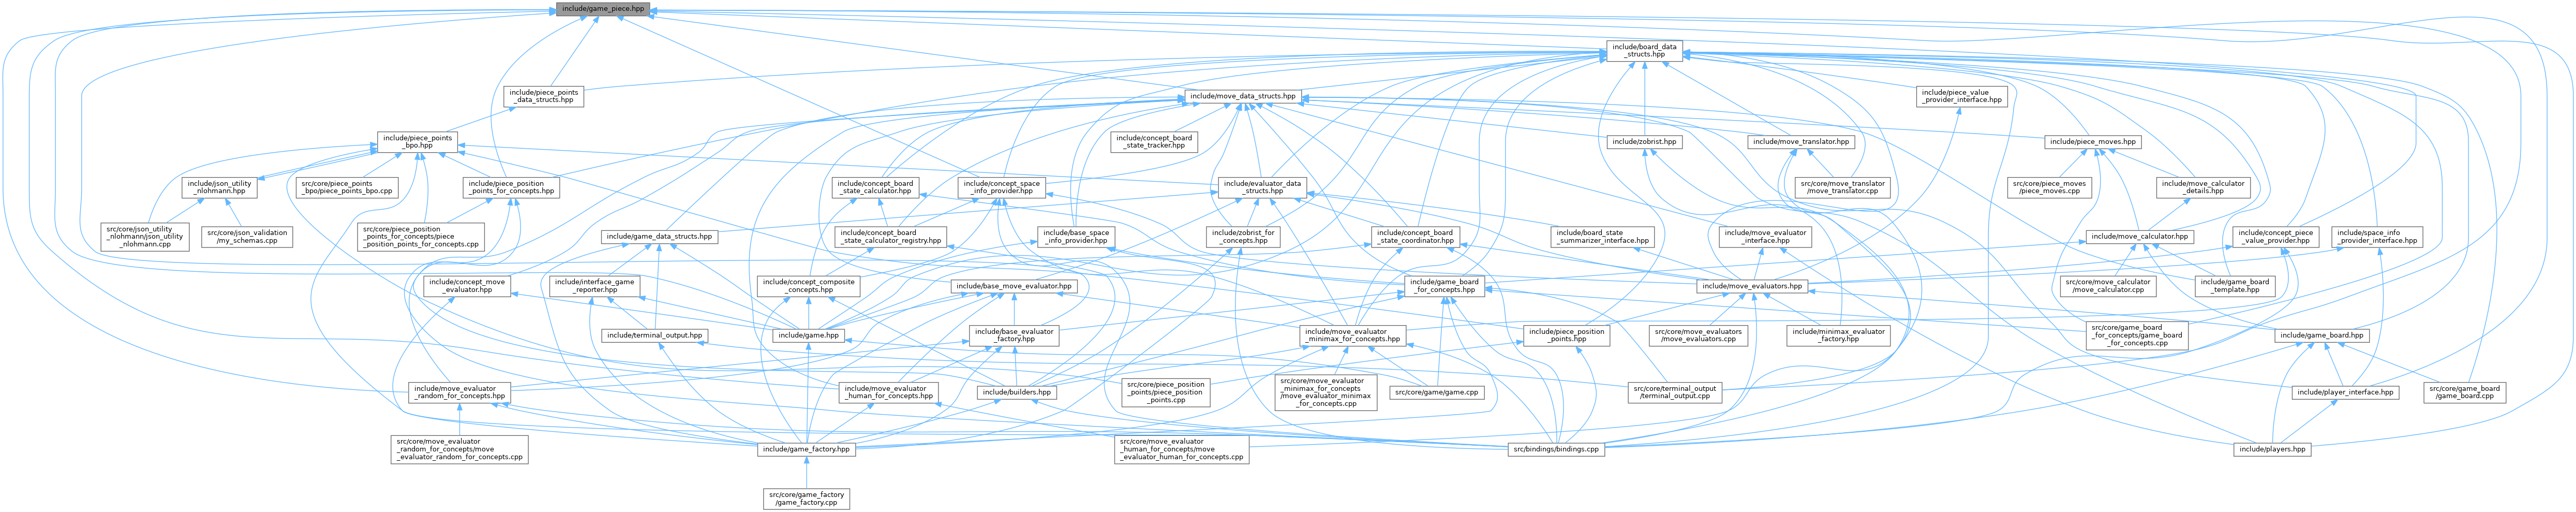 include/game_piece.hpp
include/board_data
_structs.hpp
include/piece_points
_data_structs.hpp
include/move_data_structs.hpp
include/piece_value
_provider_interface.hpp
include/piece_points
_bpo.hpp
include/concept_board
_state_tracker.hpp
include/zobrist.hpp
include/move_translator.hpp
include/piece_moves.hpp
include/json_utility
_nlohmann.hpp
src/core/piece_points
_bpo/piece_points_bpo.cpp
include/piece_position
_points_for_concepts.hpp
include/concept_board
_state_calculator.hpp
include/concept_space
_info_provider.hpp
include/evaluator_data
_structs.hpp
src/core/move_translator
/move_translator.cpp
src/core/piece_moves
/piece_moves.cpp
include/move_calculator
_details.hpp
src/core/json_utility
_nlohmann/json_utility
_nlohmann.cpp
src/core/json_validation
/my_schemas.cpp
src/core/piece_position
_points_for_concepts/piece
_position_points_for_concepts.cpp
include/game_data_structs.hpp
include/concept_board
_state_calculator_registry.hpp
include/base_space
_info_provider.hpp
include/zobrist_for
_concepts.hpp
include/concept_board
_state_coordinator.hpp
include/board_state
_summarizer_interface.hpp
include/move_evaluator
_interface.hpp
include/move_calculator.hpp
include/concept_piece
_value_provider.hpp
include/space_info
_provider_interface.hpp
include/concept_move
_evaluator.hpp
include/interface_game
_reporter.hpp
include/concept_composite
_concepts.hpp
include/base_move_evaluator.hpp
include/game_board
_for_concepts.hpp
include/move_evaluators.hpp
src/core/move_calculator
/move_calculator.cpp
include/game_board
_template.hpp
include/terminal_output.hpp
include/game.hpp
include/base_evaluator
_factory.hpp
include/move_evaluator
_minimax_for_concepts.hpp
include/piece_position
_points.hpp
src/core/move_evaluators
/move_evaluators.cpp
include/minimax_evaluator
_factory.hpp
src/core/game_board
_for_concepts/game_board
_for_concepts.cpp
include/game_board.hpp
include/move_evaluator
_random_for_concepts.hpp
include/move_evaluator
_human_for_concepts.hpp
include/builders.hpp
src/core/piece_position
_points/piece_position
_points.cpp
src/core/move_evaluator
_minimax_for_concepts
/move_evaluator_minimax
_for_concepts.cpp
src/core/game/game.cpp
src/core/terminal_output
/terminal_output.cpp
include/player_interface.hpp
src/core/game_board
/game_board.cpp
src/core/move_evaluator
_random_for_concepts/move
_evaluator_random_for_concepts.cpp
include/game_factory.hpp
src/core/move_evaluator
_human_for_concepts/move
_evaluator_human_for_concepts.cpp
src/bindings/bindings.cpp
include/players.hpp
src/core/game_factory
/game_factory.cpp